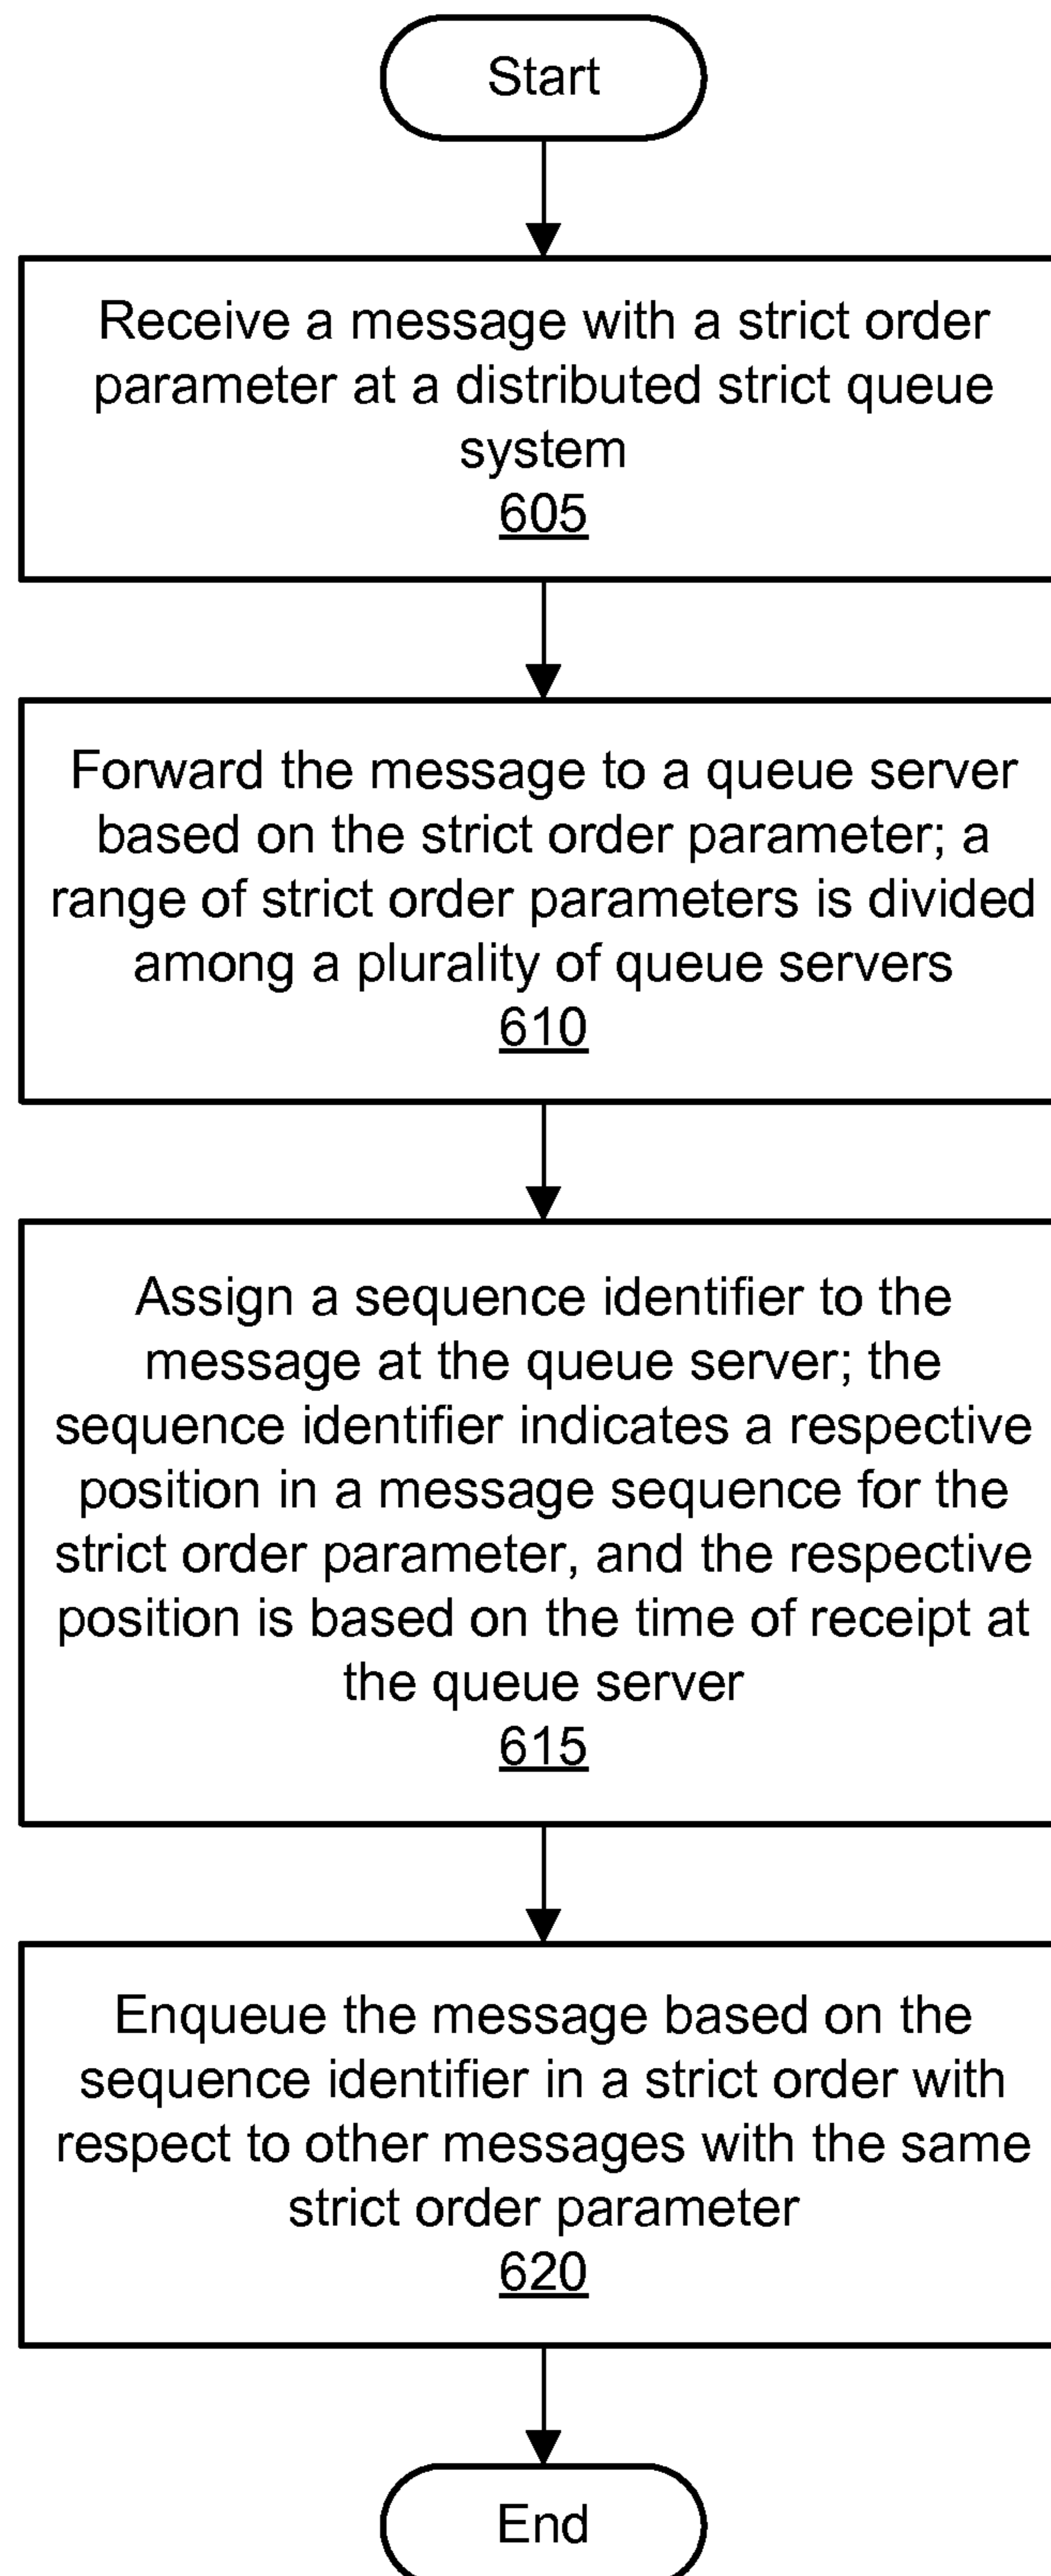 Start
Receive a message with a strict order
parameter at a distributed strict queue
system
605
Forward the message to a queue server
based on the strict order parameter; a
range of strict order parameters is divided
among a plurality of queue servers
610
Assign a sequence identifier to the
message at the queue server; the
sequence identifier indicates a respective
position in a message sequence for the
strict order parameter, and the respective
position is based on the time of receipt at
the queue server
615
Enqueue the message based on the
sequence identifier in a strict order with
respect to other messages with the same
strict order parameter
620
End